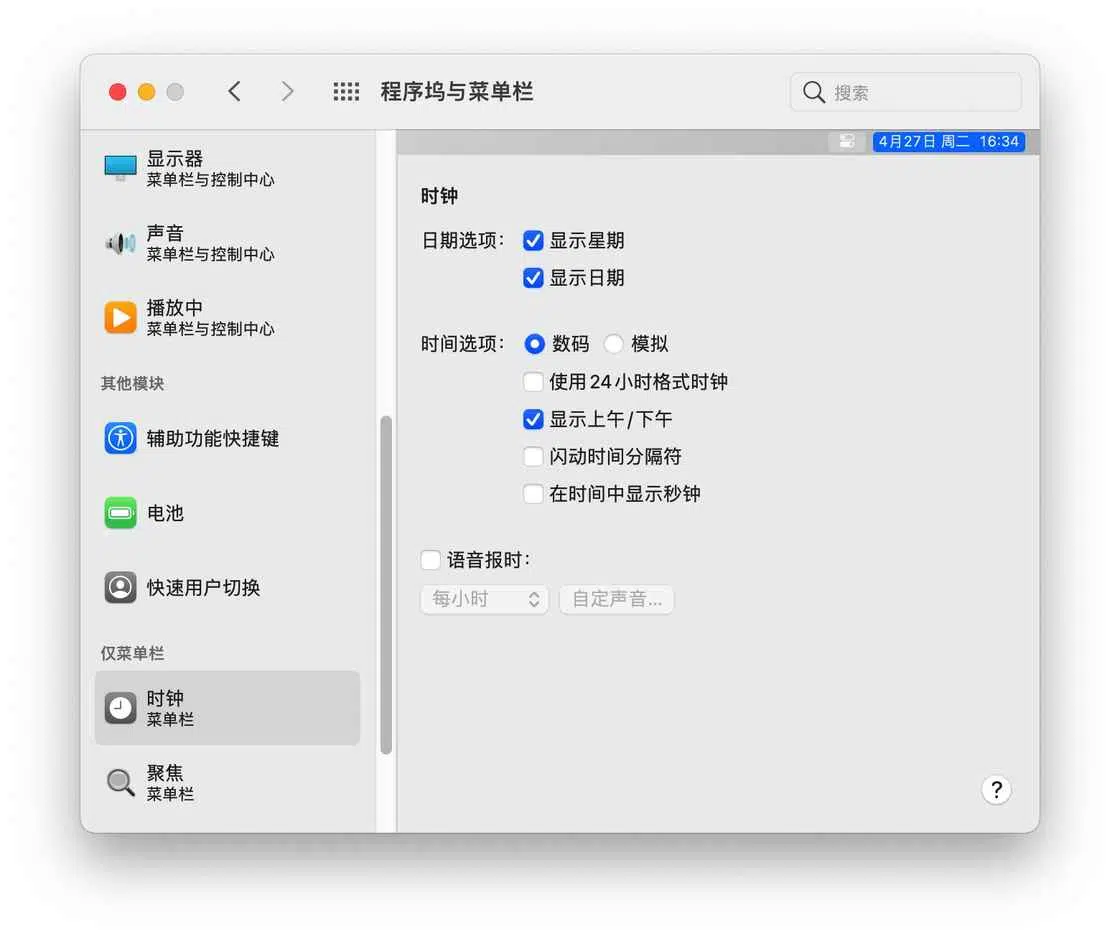 程序坞与菜单栏
搜索
显示器
菜单栏与控制中心
声音
菜单栏与控制中心
播放中
菜单栏与控制中心
其他模块
辅助功能快捷键
电池
快速用户切换
仅菜单栏
时钟
菜单栏
聚焦
菜单栏
4月27日 周二 16:34
时钟
日期选项: 显示星期
显示日期
时间选项: 数码 模拟
使用24小时格式时钟
显示上午/下午
闪动时间分隔符
在时间中显示秒钟
语音报时:
每小时 自定声音...
?